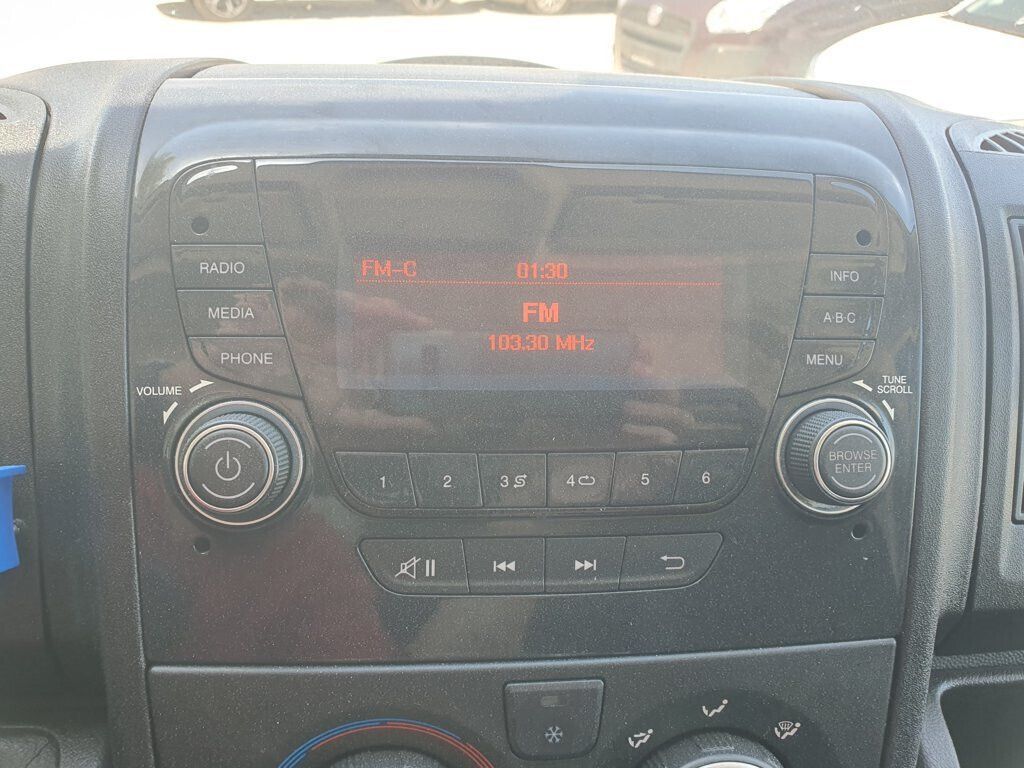 FM-C 01:30
FM
103.30 MHz
RADIO
MEDIA
PHONE
VOLUME
INFO
A·B·C
MENU
TUNE
SCROLL
BROWSE
ENTER
1 2 3 4 5 6